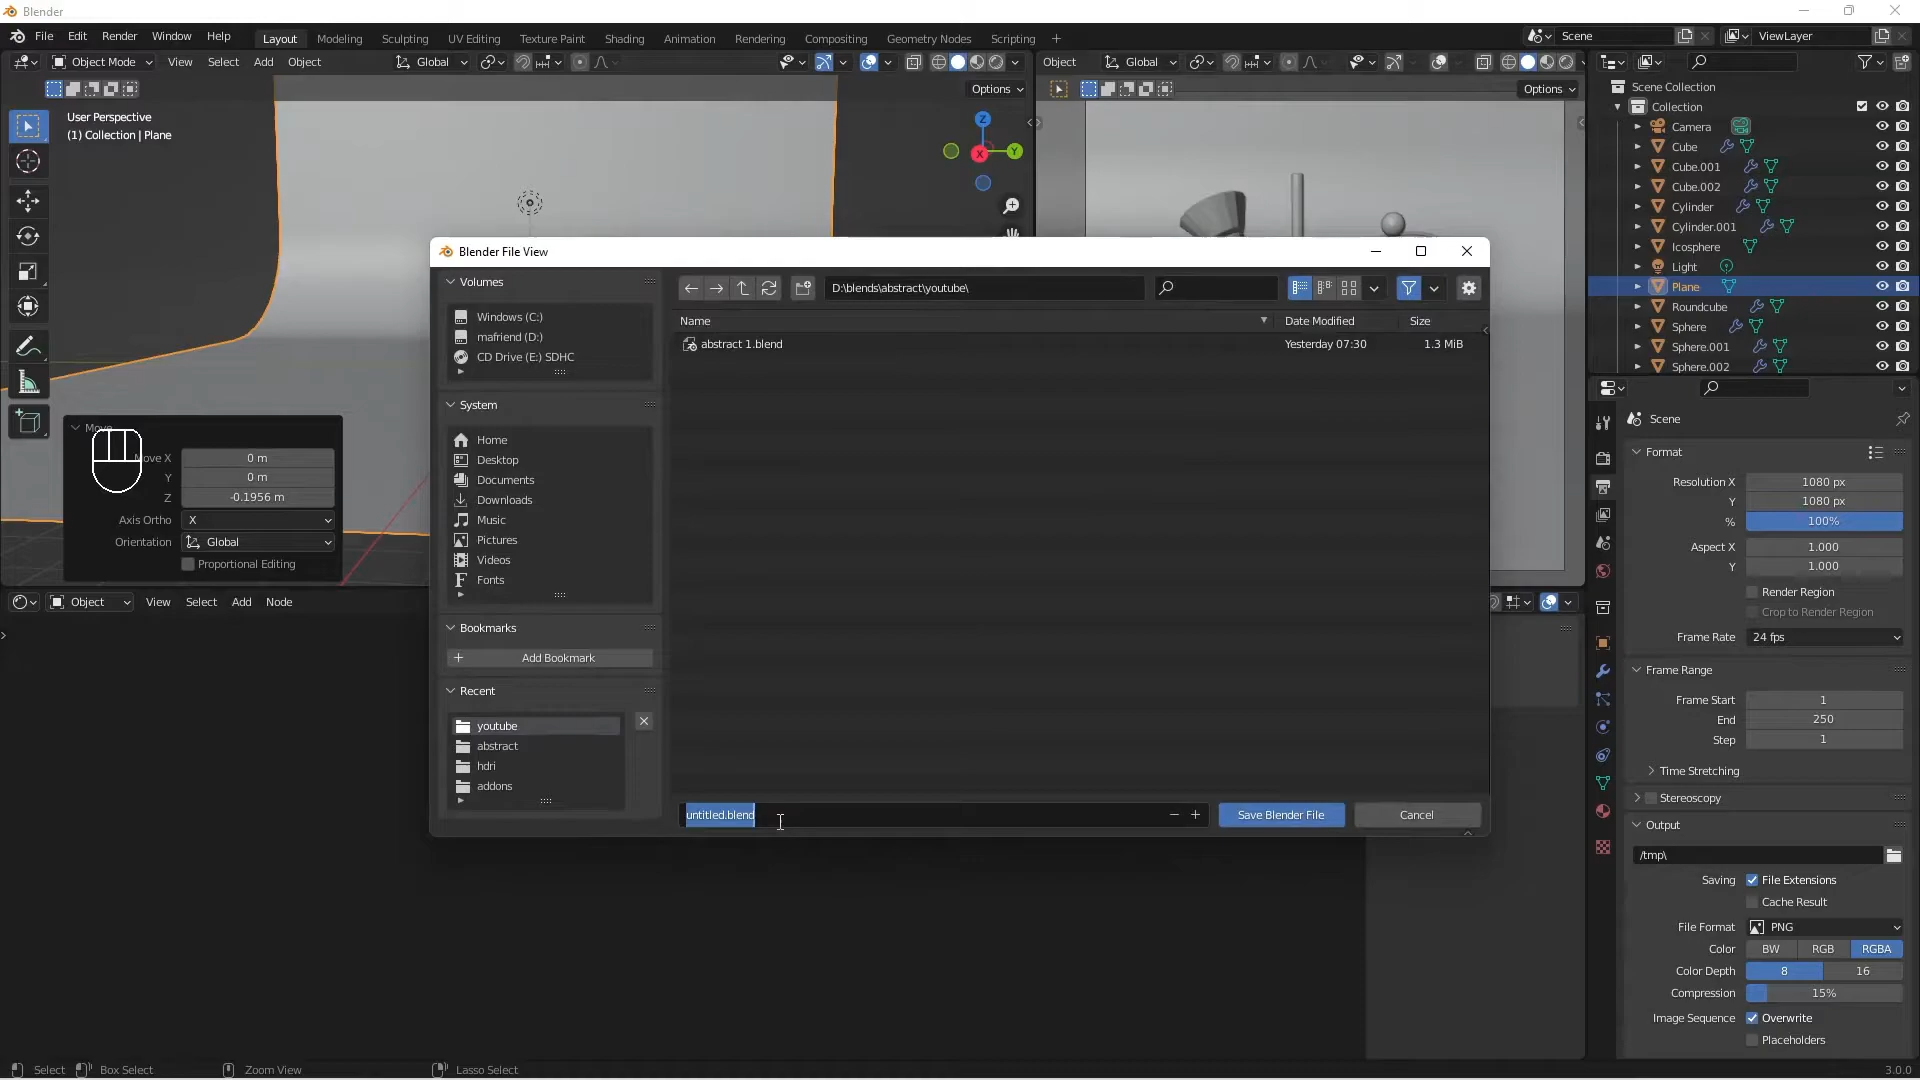 Blender
File Edit Render Window Help Layout Modeling Sculpting UV Editing Texture Paint Shading Animation Rendering Compositing Geometry Nodes Scripting + Scene ViewLayer
Object Mode View Select Add Object Global Object Global
Options Options
User Perspective
(1) Collection | Plane
Z
Y
X
Scene Collection
Collection
Camera
Cube
Cube.001
Cube.002
Cylinder
Cylinder.001
Icosphere
Light
Plane
Roundcube
Sphere
Sphere.001
Sphere.002
Blender File View
Volumes
Windows (C:)
mafriend (D:)
CD Drive (E:) SDHC
System
Home
Desktop
Documents
Downloads
Music
Pictures
Videos
Fonts
Bookmarks
Add Bookmark
Recent
youtube
abstract
hdri
addons
D:\blends\abstract\youtube\
Name Date Modified Size
abstract 1.blend Yesterday 07:30 1.3 MiB
untitled.blend
Save Blender File Cancel
Move X 0 m
Y 0 m
Z -0.1956 m
Axis Ortho X
Orientation Global
Proportional Editing
Object View Select Add Object Node
Scene
Format
Resolution X 1080 px
Y 1080 px
% 100%
Aspect X 1.000
Y 1.000
Render Region
Crop to Render Region
Frame Rate 24 fps
Frame Range
Frame Start 1
End 250
Step 1
Time Stretching
Stereoscopy
Output
/tmp\
Saving File Extensions
Cache Result
File Format PNG
Color BW RGB RGBA
Color Depth 8 16
Compression 15%
Image Sequence Overwrite
Placeholders
Select Box Select Zoom View Lasso Select 3.0.0